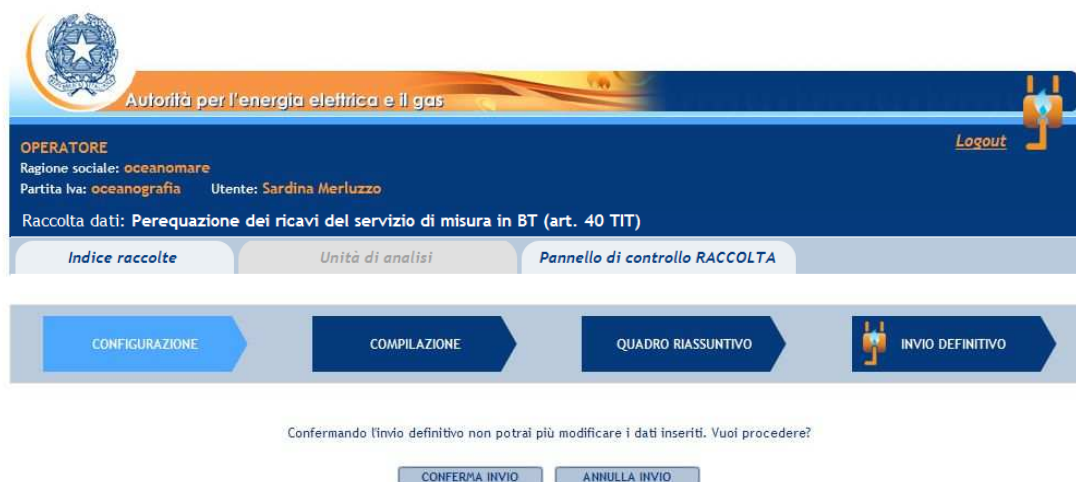 Autorità per l'energia elettrica e il gas
Logout
OPERATORE
Ragione sociale: oceanomare
Partita Iva: oceanografia Utente: Sardina Merluzzo
Raccolta dati: Perequazione dei ricavi del servizio di misura in BT (art. 40 TIT)
Indice raccolte Unità di analisi Pannello di controllo RACCOLTA
CONFIGURAZIONE COMPILAZIONE QUADRO RIASSUNTIVO INVIO DEFINITIVO
Confermando l'invio definitivo non potrai più modificare i dati inseriti. Vuoi procedere?
CONFERMA INVIO ANNULLA INVIO